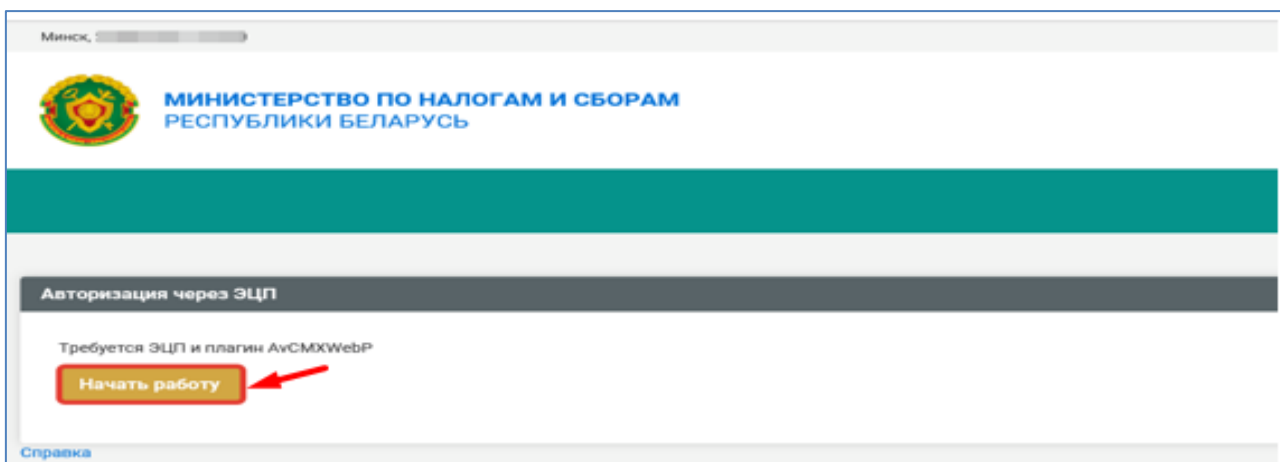 Минск,
МИНИСТЕРСТВО ПО НАЛОГАМ И СБОРАМ
РЕСПУБЛИКИ БЕЛАРУСЬ
Авторизация через ЭЦП
Требуется ЭЦП и плагин AvCMXWebP
Начать работу
Справка